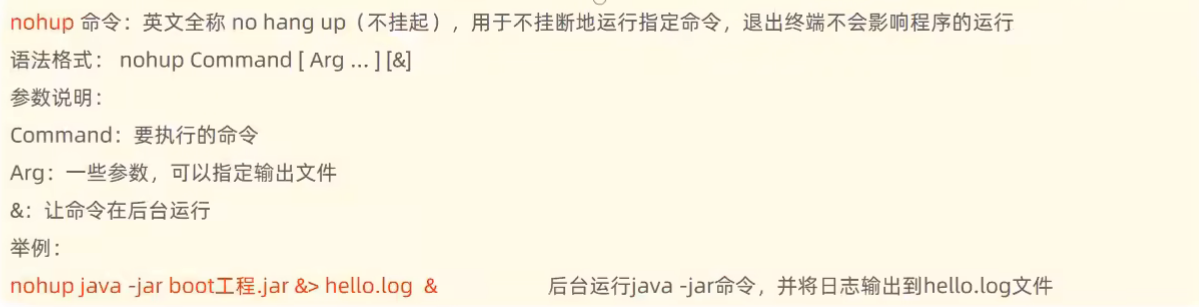 nohup 命令：英文全称 no hang up（不挂起），用于不挂断地运行指定命令，退出终端不会影响程序的运行
语法格式： nohup Command [ Arg … ] [&]
参数说明：
Command：要执行的命令
Arg：一些参数，可以指定输出文件
&：让命令在后台运行
举例：
nohup java -jar boot工程.jar &> hello.log & 后台运行java -jar命令，并将日志输出到hello.log文件